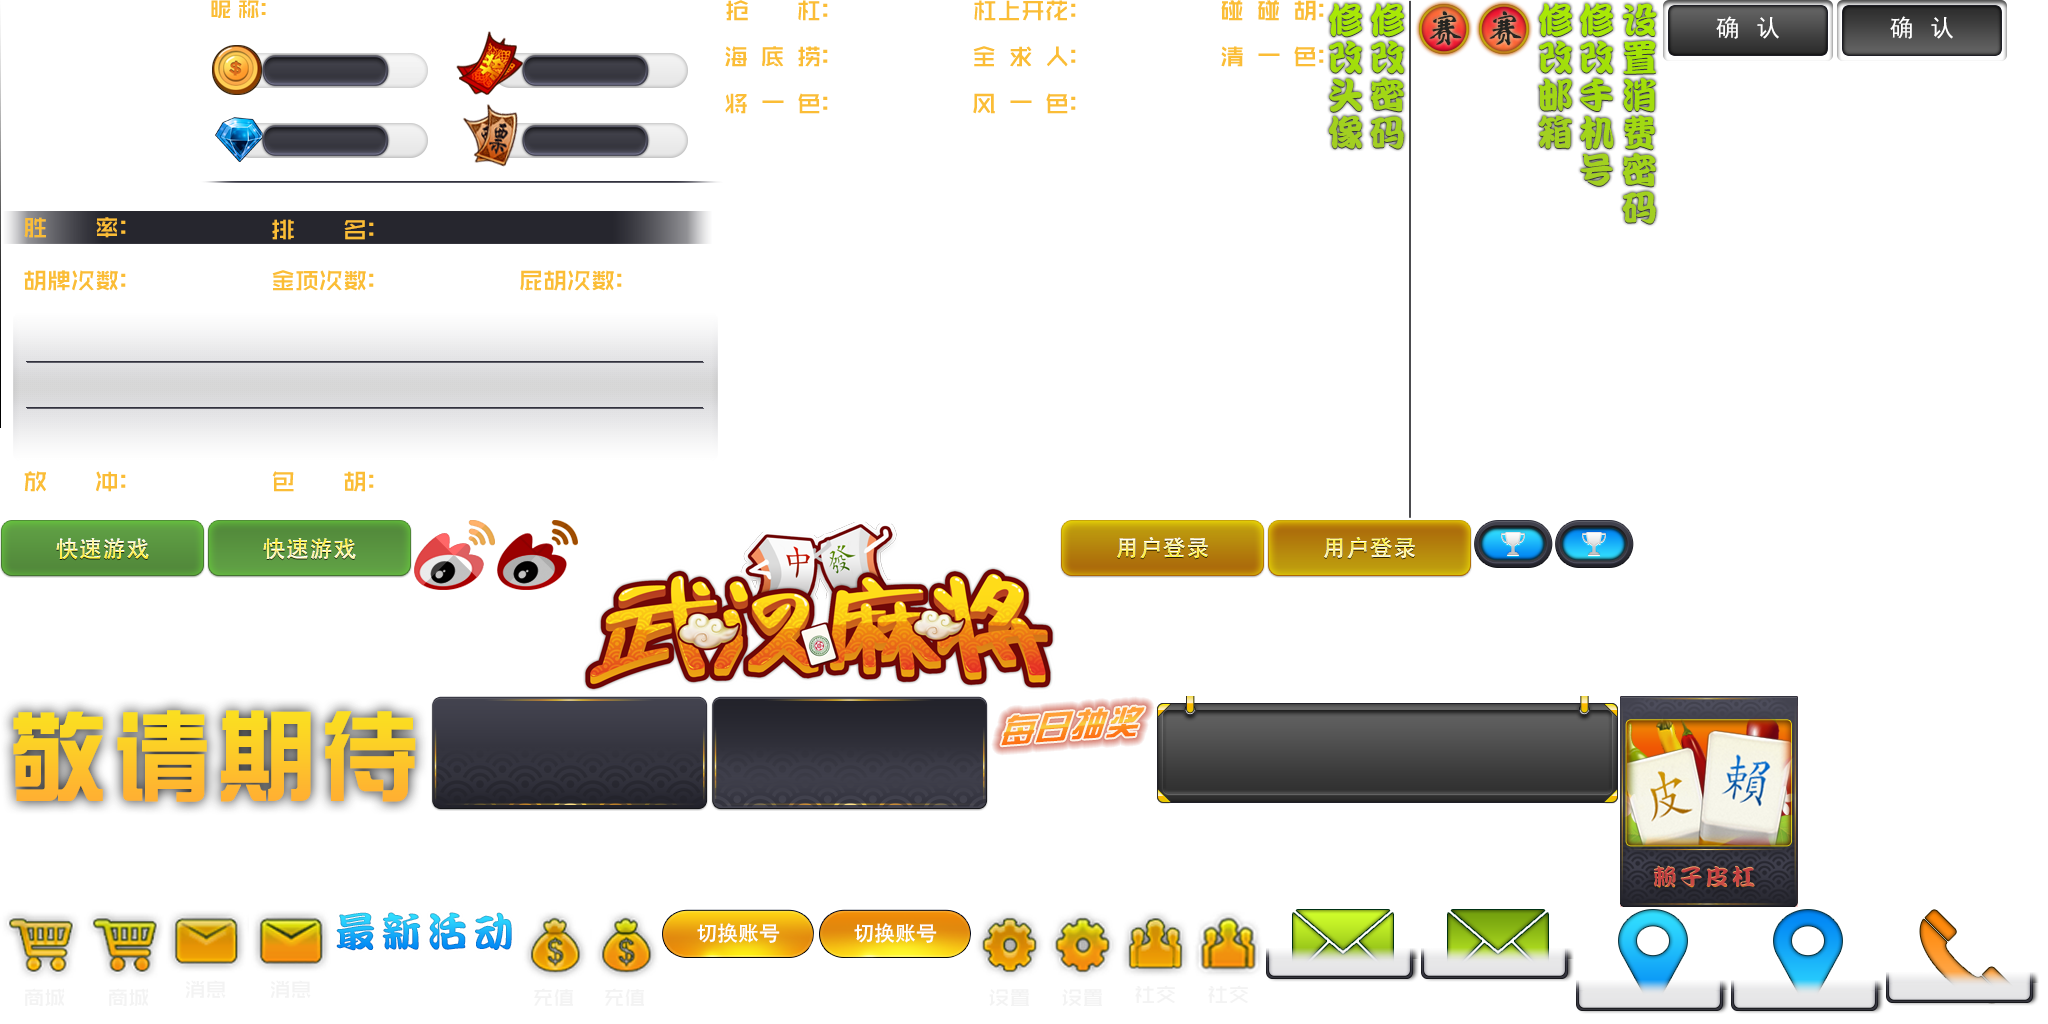 昵 称:
抢 杠:
杠上开花:
碰 碰 胡:
海 底 捞:
全 求 人:
清 一 色:
将 一 色:
风 一 色:
修改头像
修改密码
赛
赛
修改邮箱
修改手机号
设置消费密码
确 认
确 认
票
胜 率:
排 名:
胡牌次数:
金顶次数:
屁胡次数:
放 冲:
包 胡:
快速游戏
快速游戏
中 發
武汉麻将
用户登录
用户登录
敬请期待
每日抽奖
皮 賴
赖子皮杠
商城
商城
消息
消息
最新活动
充值
充值
切换账号
切换账号
设置
设置
社交
社交